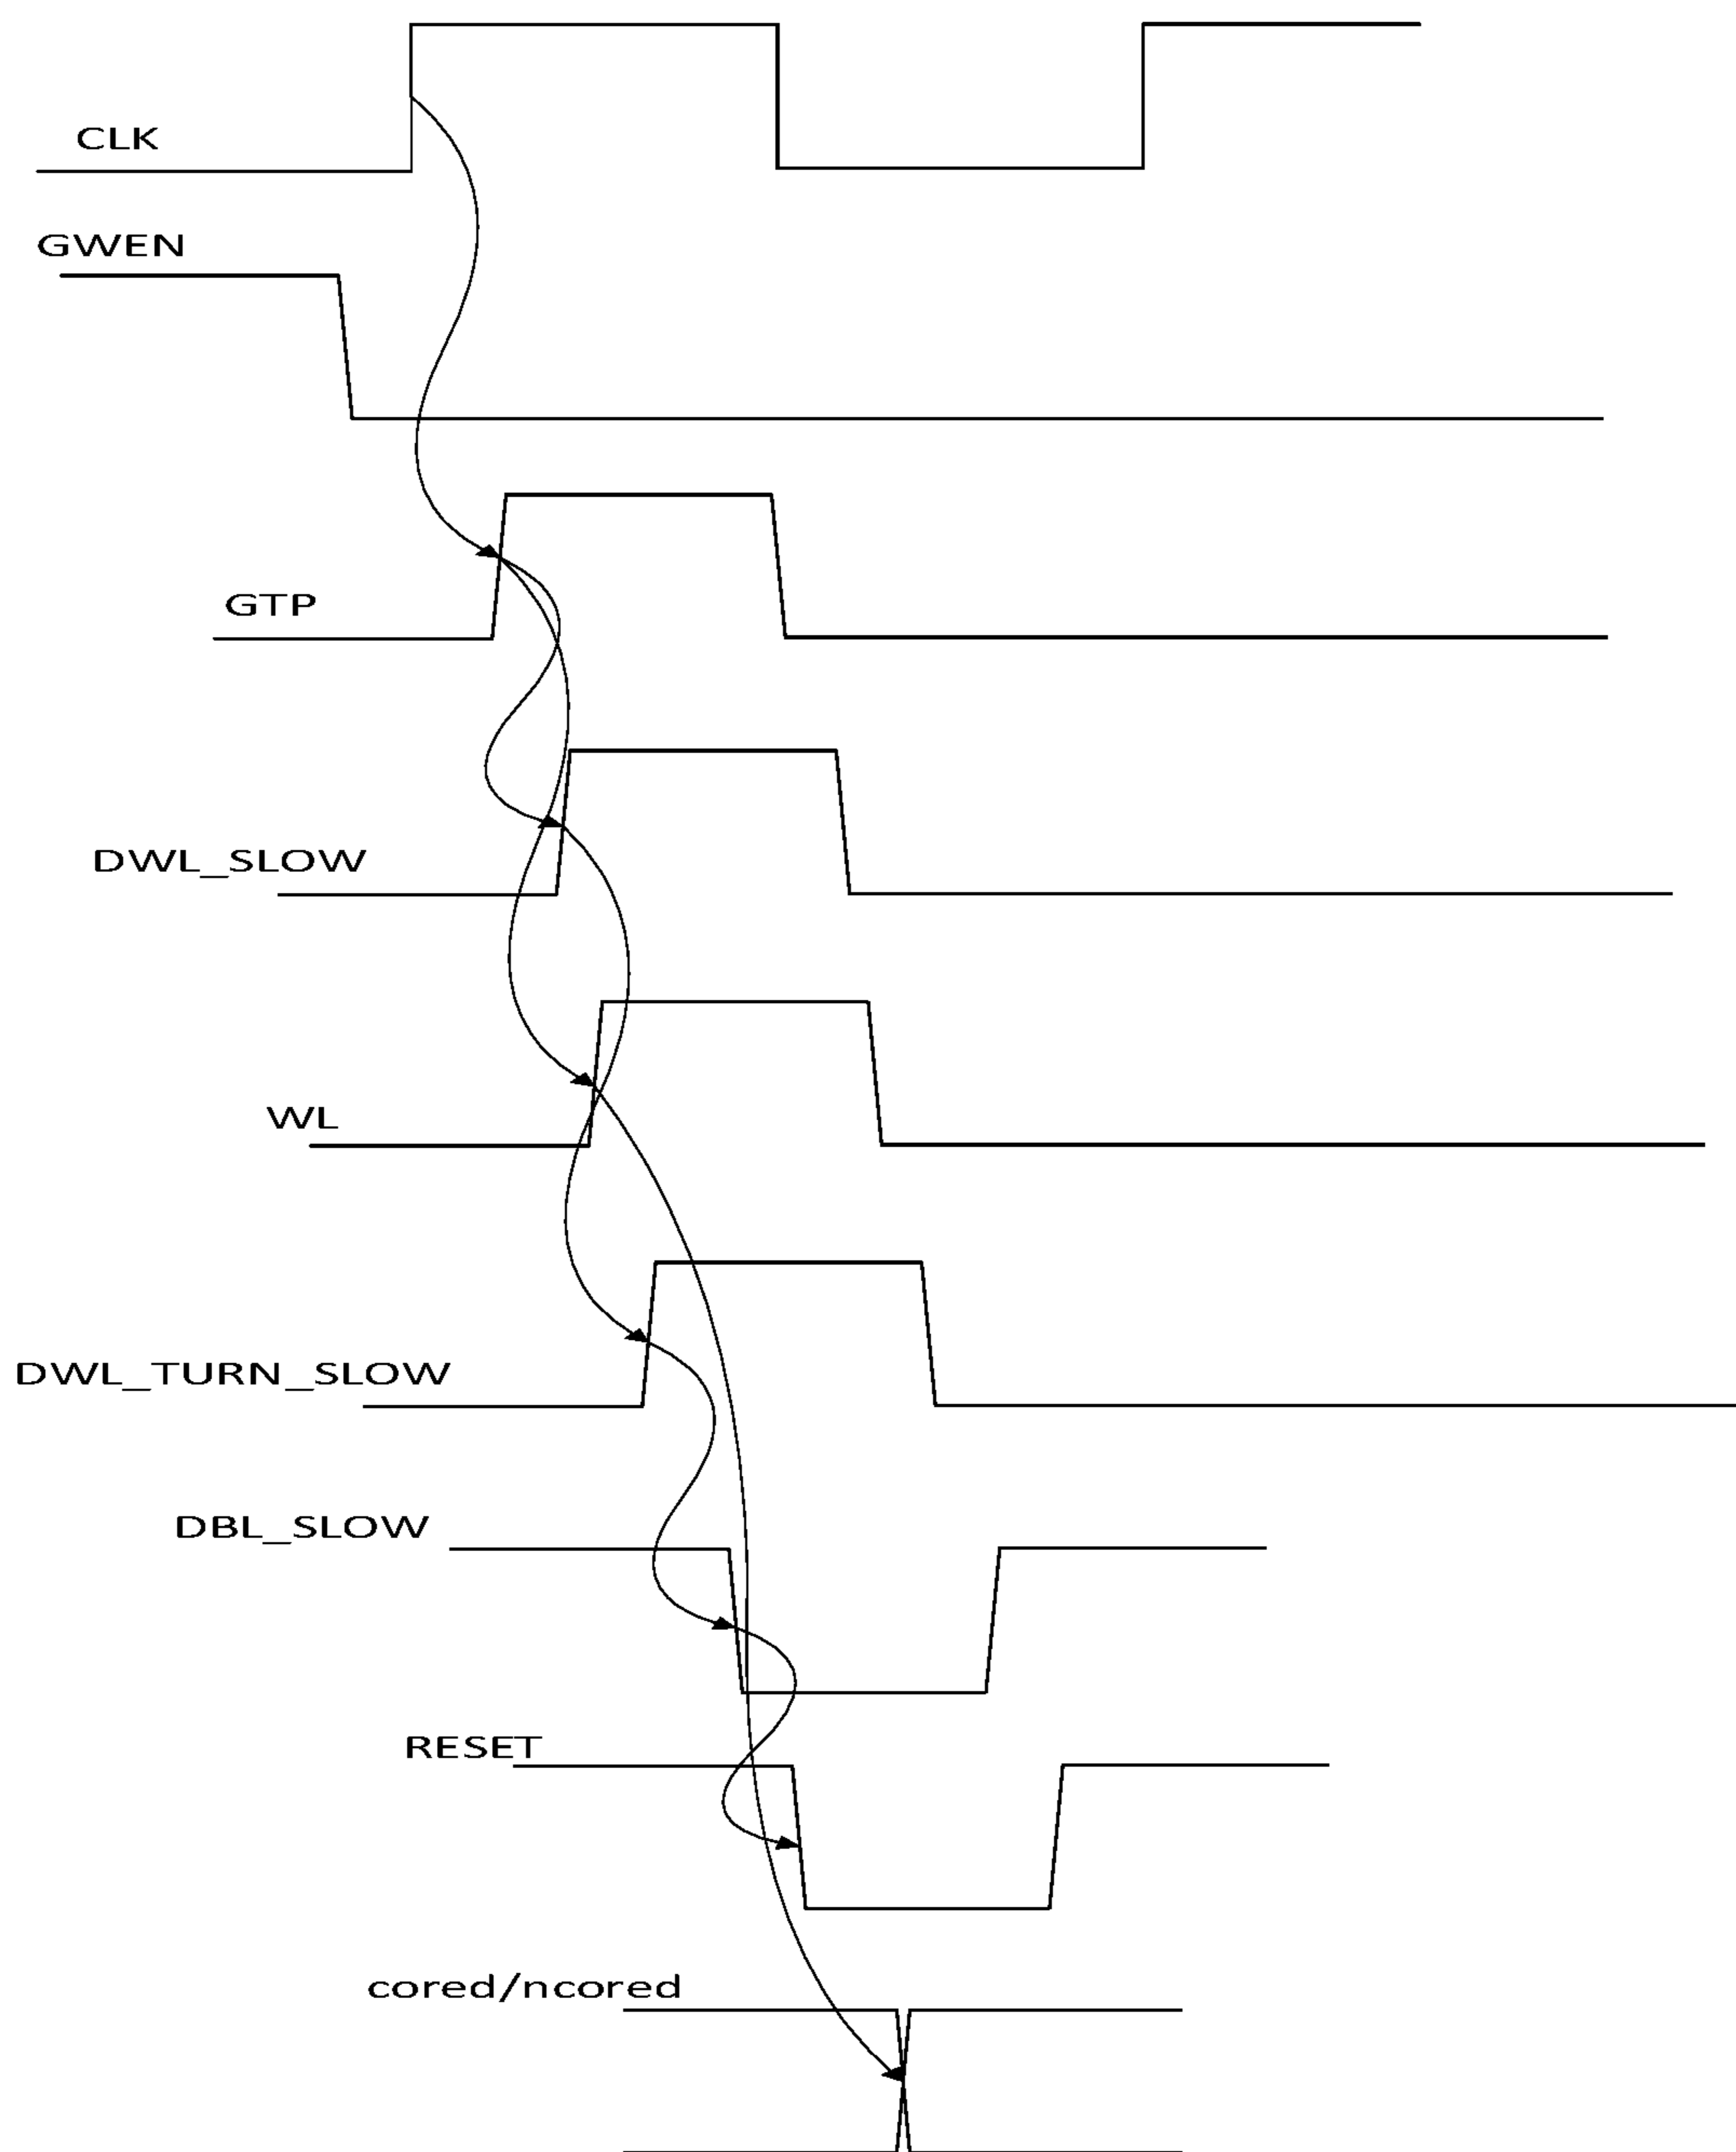 CLK
GWEN
GTP
DWL_SLOW
WL
DWL_TURN_SLOW
DBL_SLOW
RESET
cored/ncored